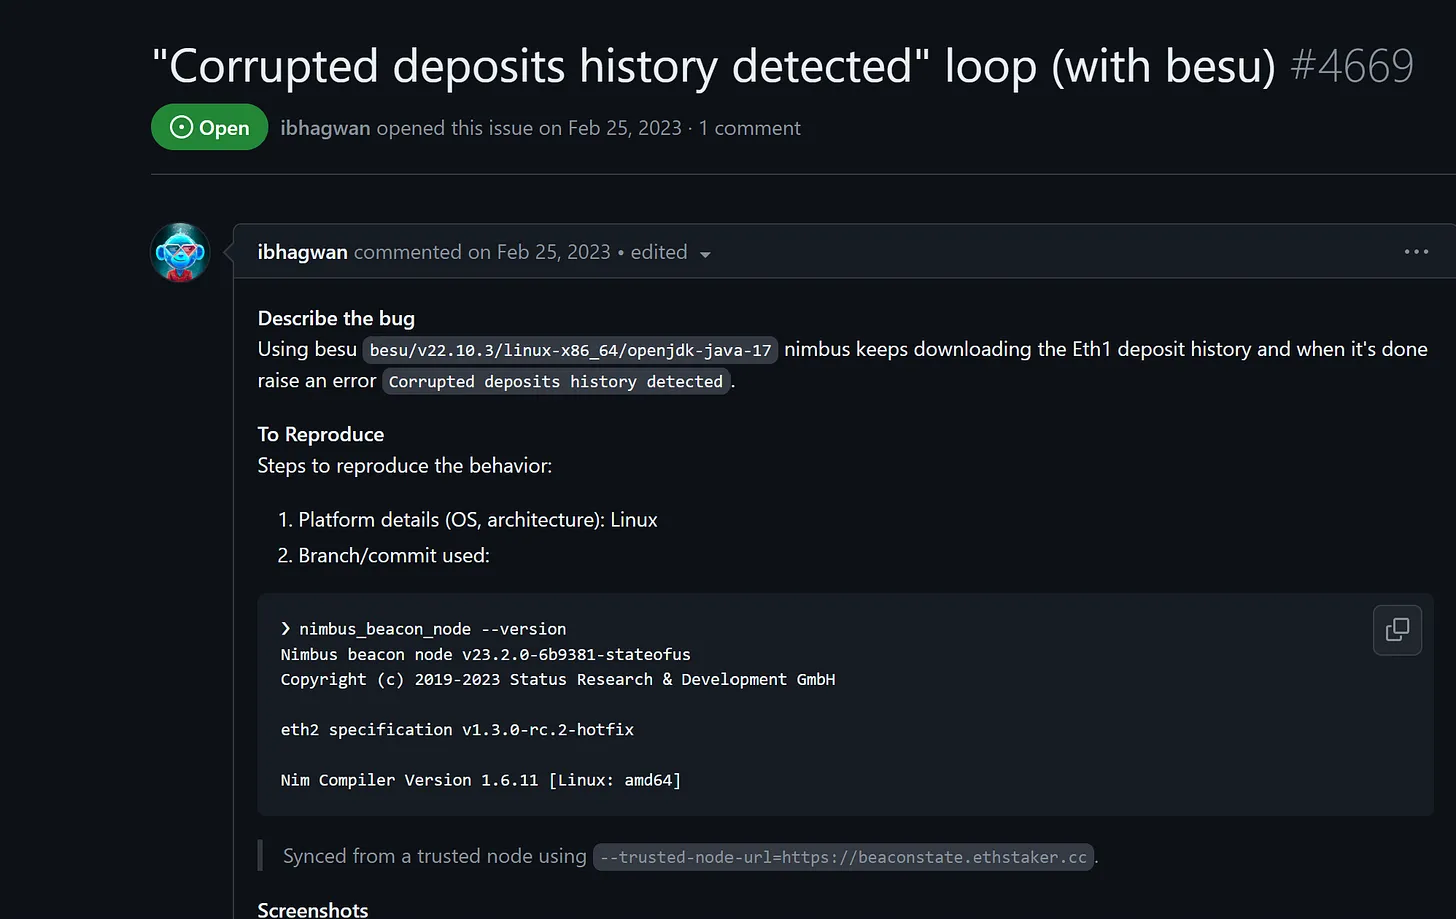 "Corrupted deposits history detected" loop (with besu) #4669
Open ibhagwan opened this issue on Feb 25, 2023 · 1 comment
ibhagwan commented on Feb 25, 2023 • edited
Describe the bug
Using besu besu/v22.10.3/linux-x86_64/openjdk-java-17 nimbus keeps downloading the Eth1 deposit history and when it's done
raise an error Corrupted deposits history detected.
To Reproduce
Steps to reproduce the behavior:
1. Platform details (OS, architecture): Linux
2. Branch/commit used:
❯ nimbus_beacon_node --version
Nimbus beacon node v23.2.0-6b9381-stateofus
Copyright (c) 2019-2023 Status Research & Development GmbH
eth2 specification v1.3.0-rc.2-hotfix
Nim Compiler Version 1.6.11 [Linux: amd64]
Synced from a trusted node using --trusted-node-url=https://beaconstate.ethstaker.cc.
Screenshots